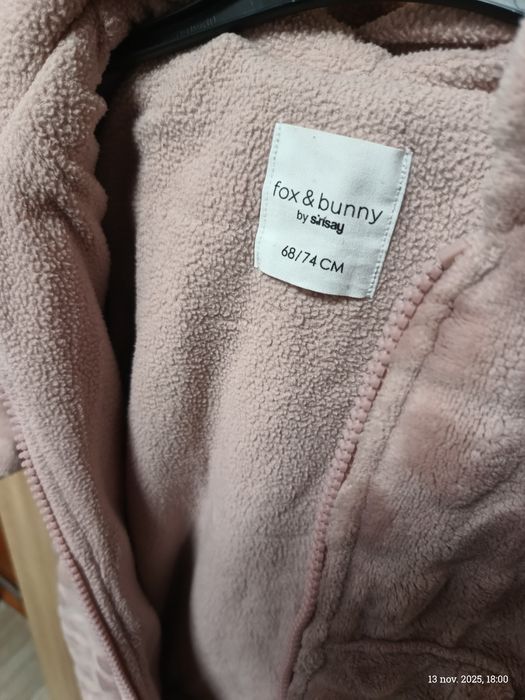 fox & bunny
by sinsay
68/74 CM
13 nov. 2025, 18:00